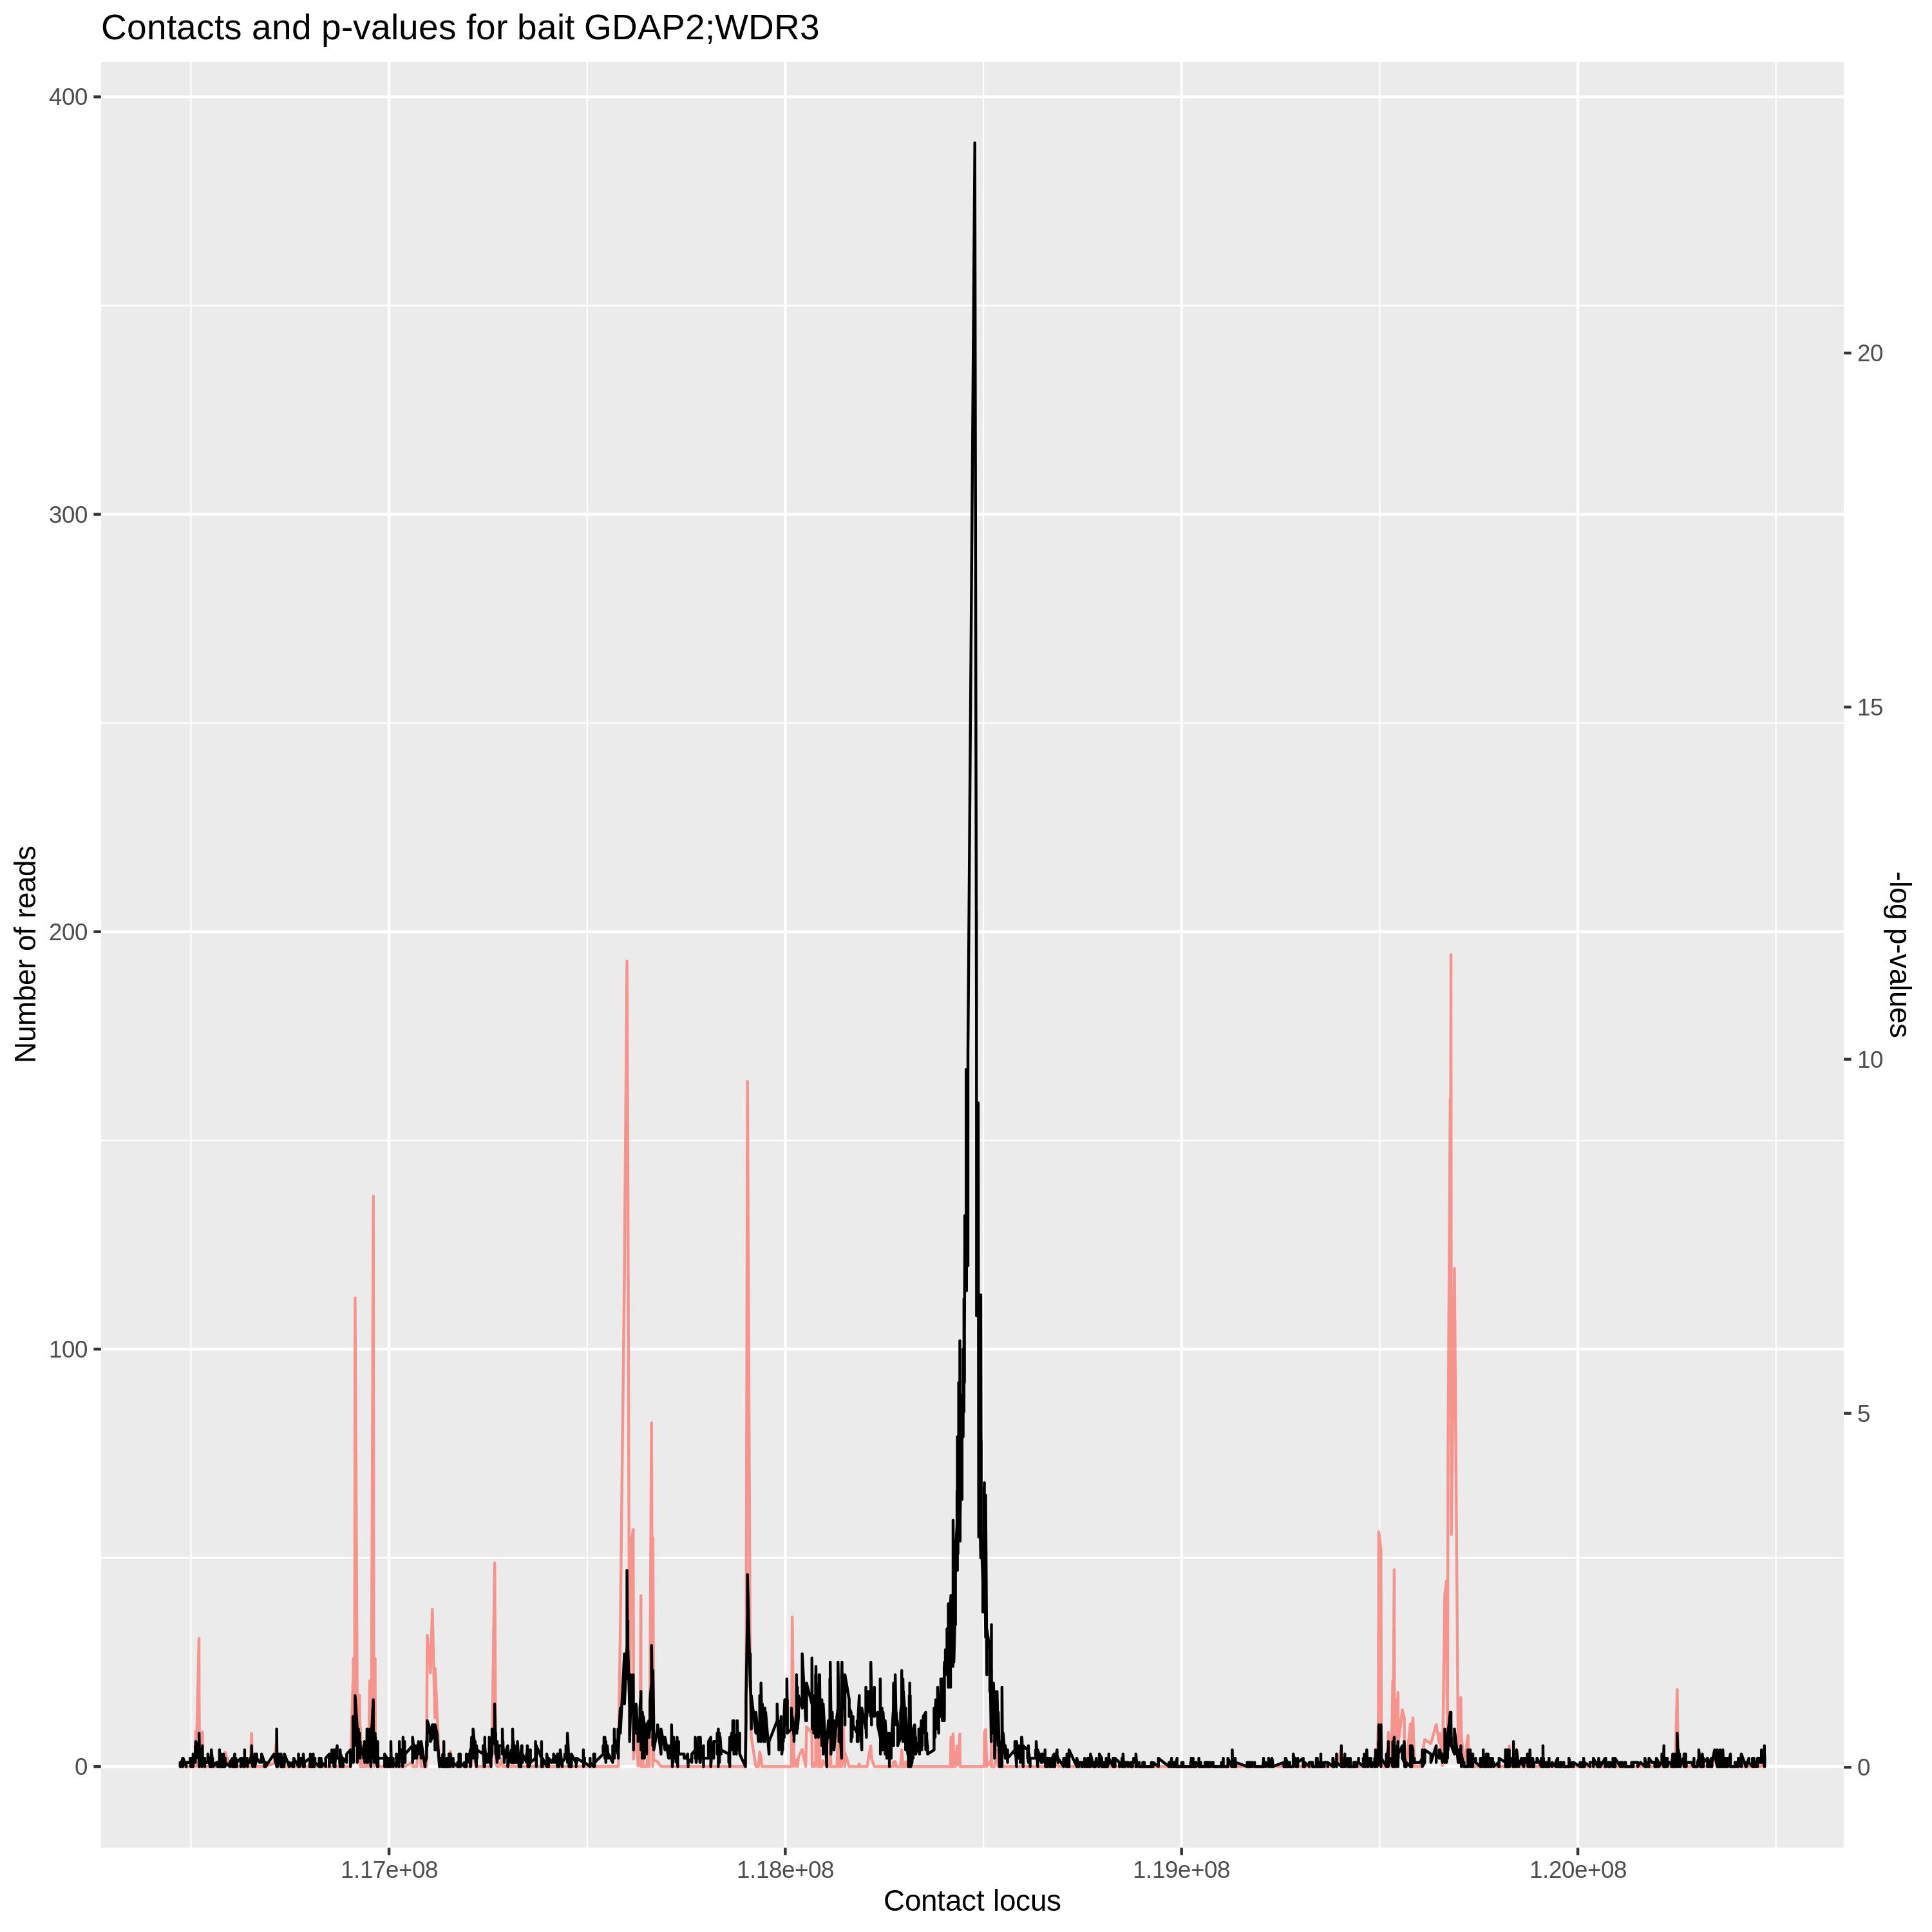 Contacts and p-values for bait GDAP2;WDR3
400
300
200
100
0
Number of reads
20
15
10
5
0
-log p-values
1.17e+08
1.18e+08
1.19e+08
1.20e+08
Contact locus